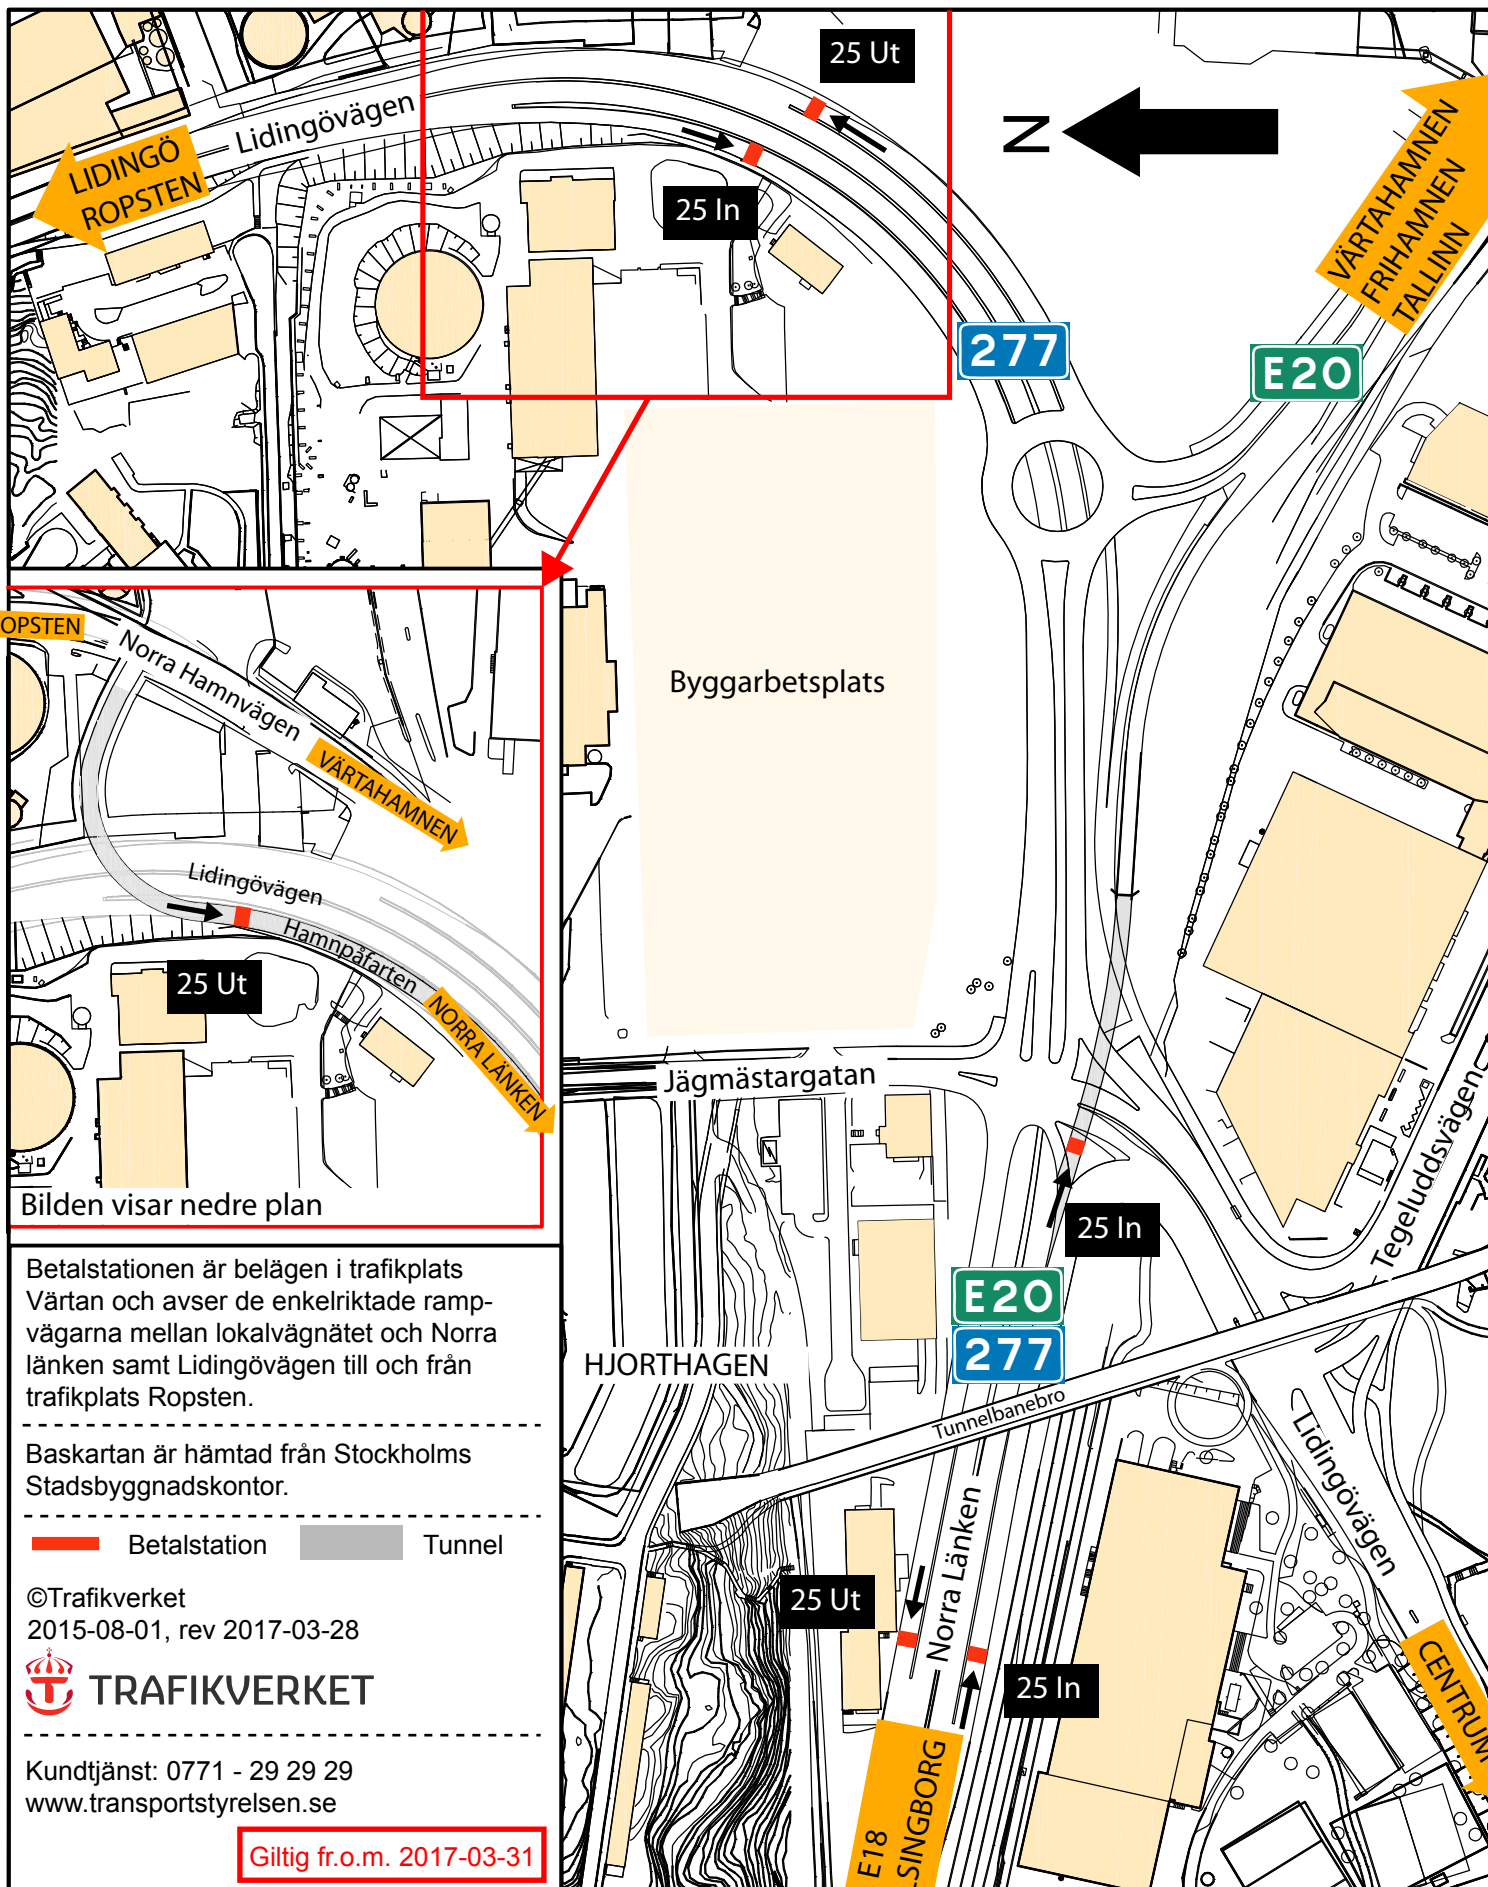 25 Ut
Lidingövägen
LIDINGÖ
ROPSTEN
25 In
N
VÄRTAHAMNEN
FRIHAMNEN
TALLINN
277
E20
OPSTEN
Norra Hamnvägen
VÄRTAHAMNEN
Lidingövägen
Hamnpåfarten
25 Ut
NORRA LÄNKEN
Bilden visar nedre plan
Byggarbetsplats
Jägmästargatan
Tegeluddsvägen
25 In
E20
277
HJORTHAGEN
Tunnelbanebro
Lidingövägen
Norra Länken
25 Ut
25 In
CENTRUM
E18
LSINGBORG
Betalstationen är belägen i trafikplats
Värtan och avser de enkelriktade ramp-
vägarna mellan lokalvägnätet och Norra
länken samt Lidingövägen till och från
trafikplats Ropsten.
Baskartan är hämtad från Stockholms
Stadsbyggnadskontor.
Betalstation
Tunnel
©Trafikverket
2015-08-01, rev 2017-03-28
TRAFIKVERKET
Kundtjänst: 0771 - 29 29 29
www.transportstyrelsen.se
Giltig fr.o.m. 2017-03-31